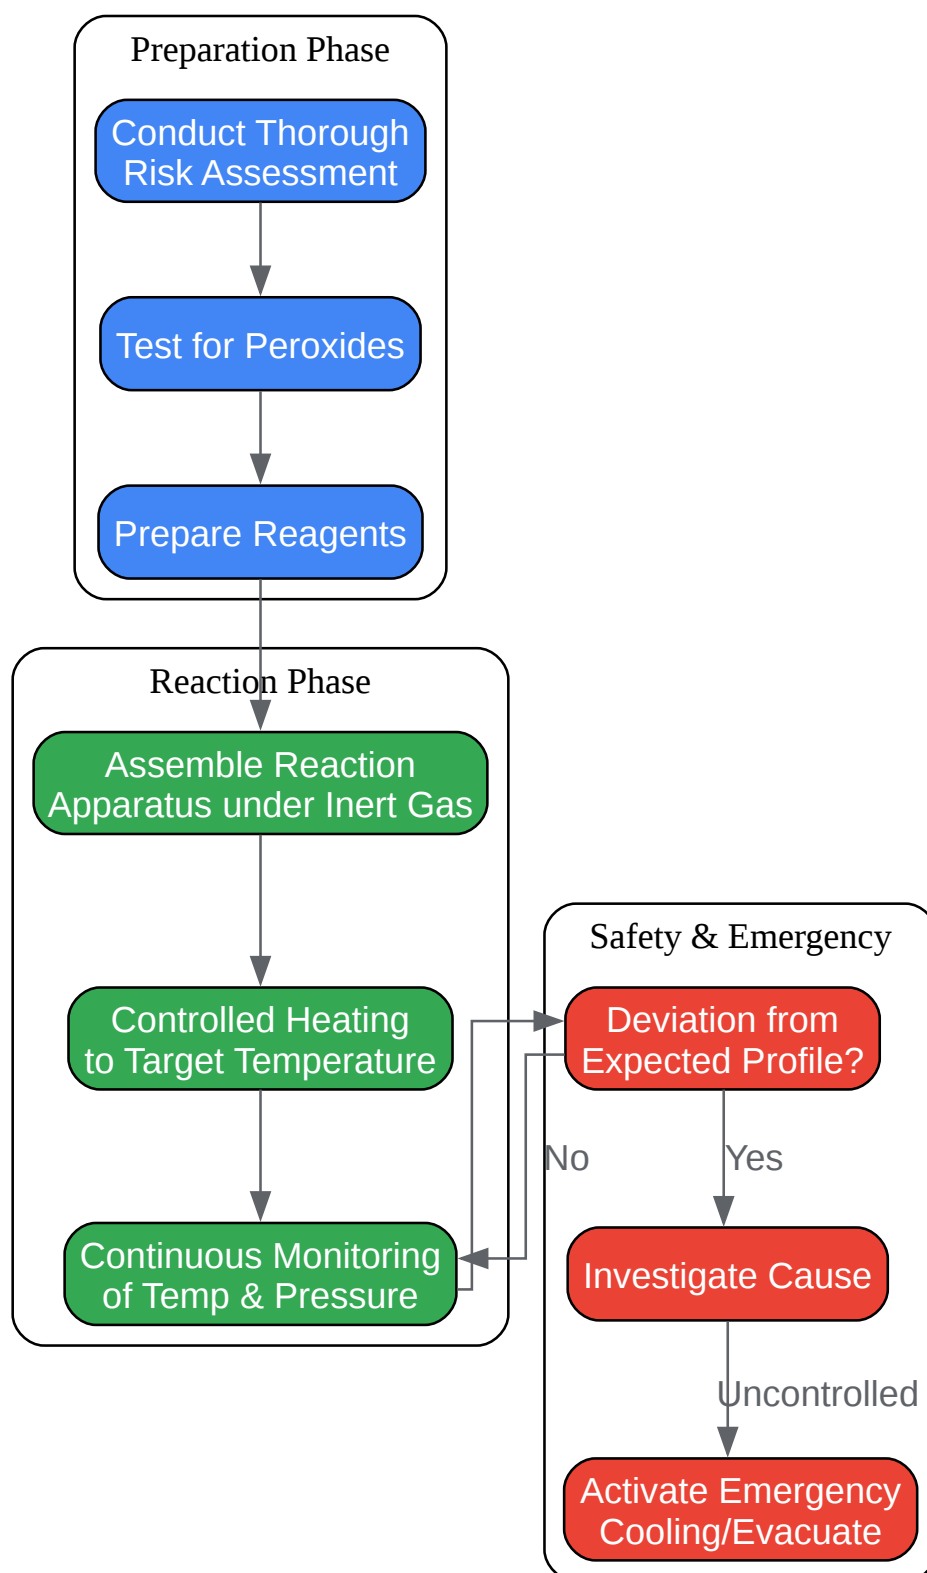 Preparation Phase
Conduct Thorough
Risk Assessment
Test for Peroxides
Prepare Reagents
Reaction Phase
Assemble Reaction
Apparatus under Inert Gas
Controlled Heating
to Target Temperature
Continuous Monitoring
of Temp & Pressure
Safety & Emergency
Deviation from
Expected Profile?
No
Yes
Investigate Cause
Uncontrolled
Activate Emergency
Cooling/Evacuate